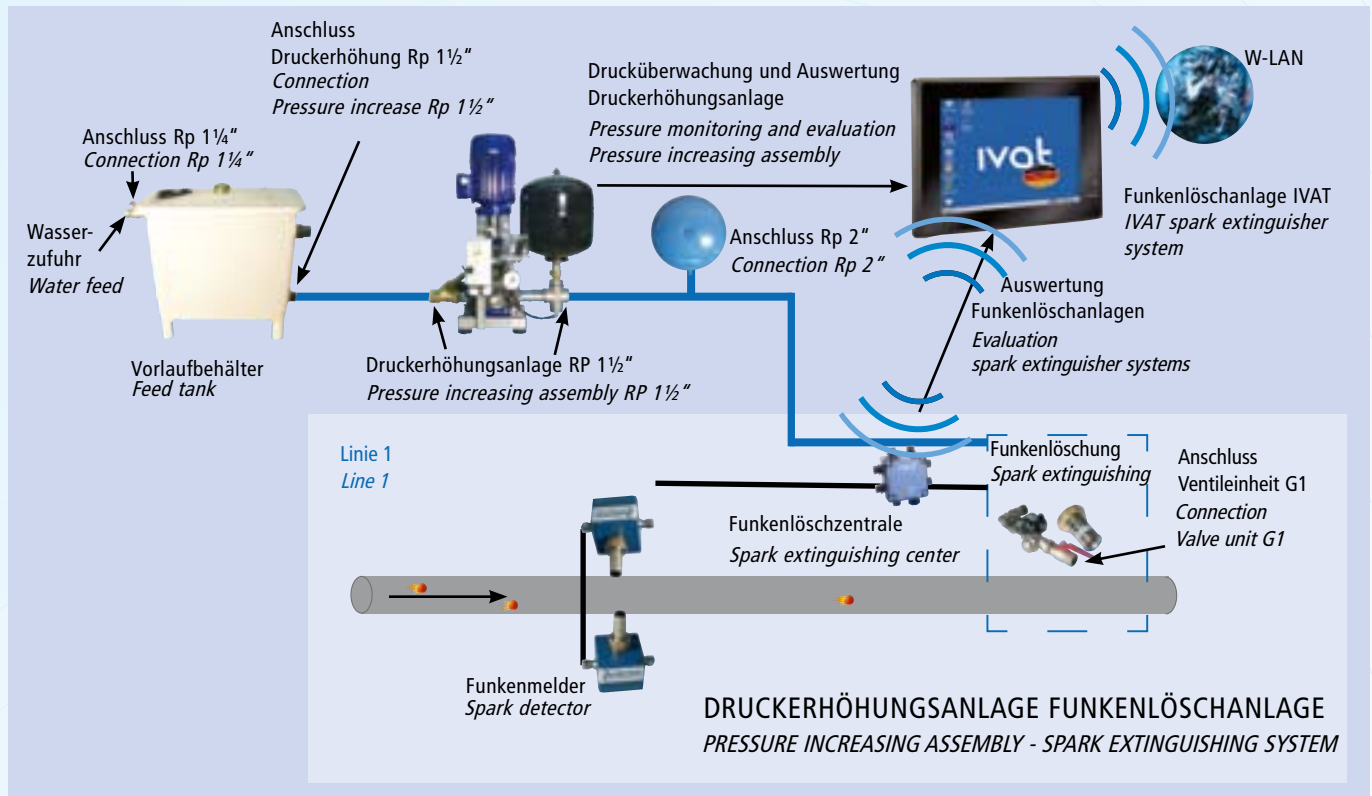 Anschluss
Druckerhöhung Rp 1½“
Connection
Pressure increase Rp 1½“
Anschluss Rp 1¼“
Connection Rp 1¼“
Wasser-
zufuhr
Water feed
Vorlaufbehälter
Feed tank
Druckerhöhungsanlage RP 1½“
Pressure increasing assembly RP 1½“
Drucküberwachung und Auswertung
Druckerhöhungsanlage
Pressure monitoring and evaluation
Pressure increasing assembly
Anschluss Rp 2“
Connection Rp 2“
ivat
W-LAN
Funkenlöschanlage IVAT
IVAT spark extinguisher
system
Auswertung
Funkenlöschanlagen
Evaluation
spark extinguisher systems
Linie 1
Line 1
Funkenlöschzentrale
Spark extinguishing center
Funkenlöschung
Spark extinguishing
Anschluss
Ventileinheit G1
Connection
Valve unit G1
Funkenmelder
Spark detector
DRUCKERHÖHUNGSANLAGE FUNKENLÖSCHANLAGE
PRESSURE INCREASING ASSEMBLY - SPARK EXTINGUISHING SYSTEM